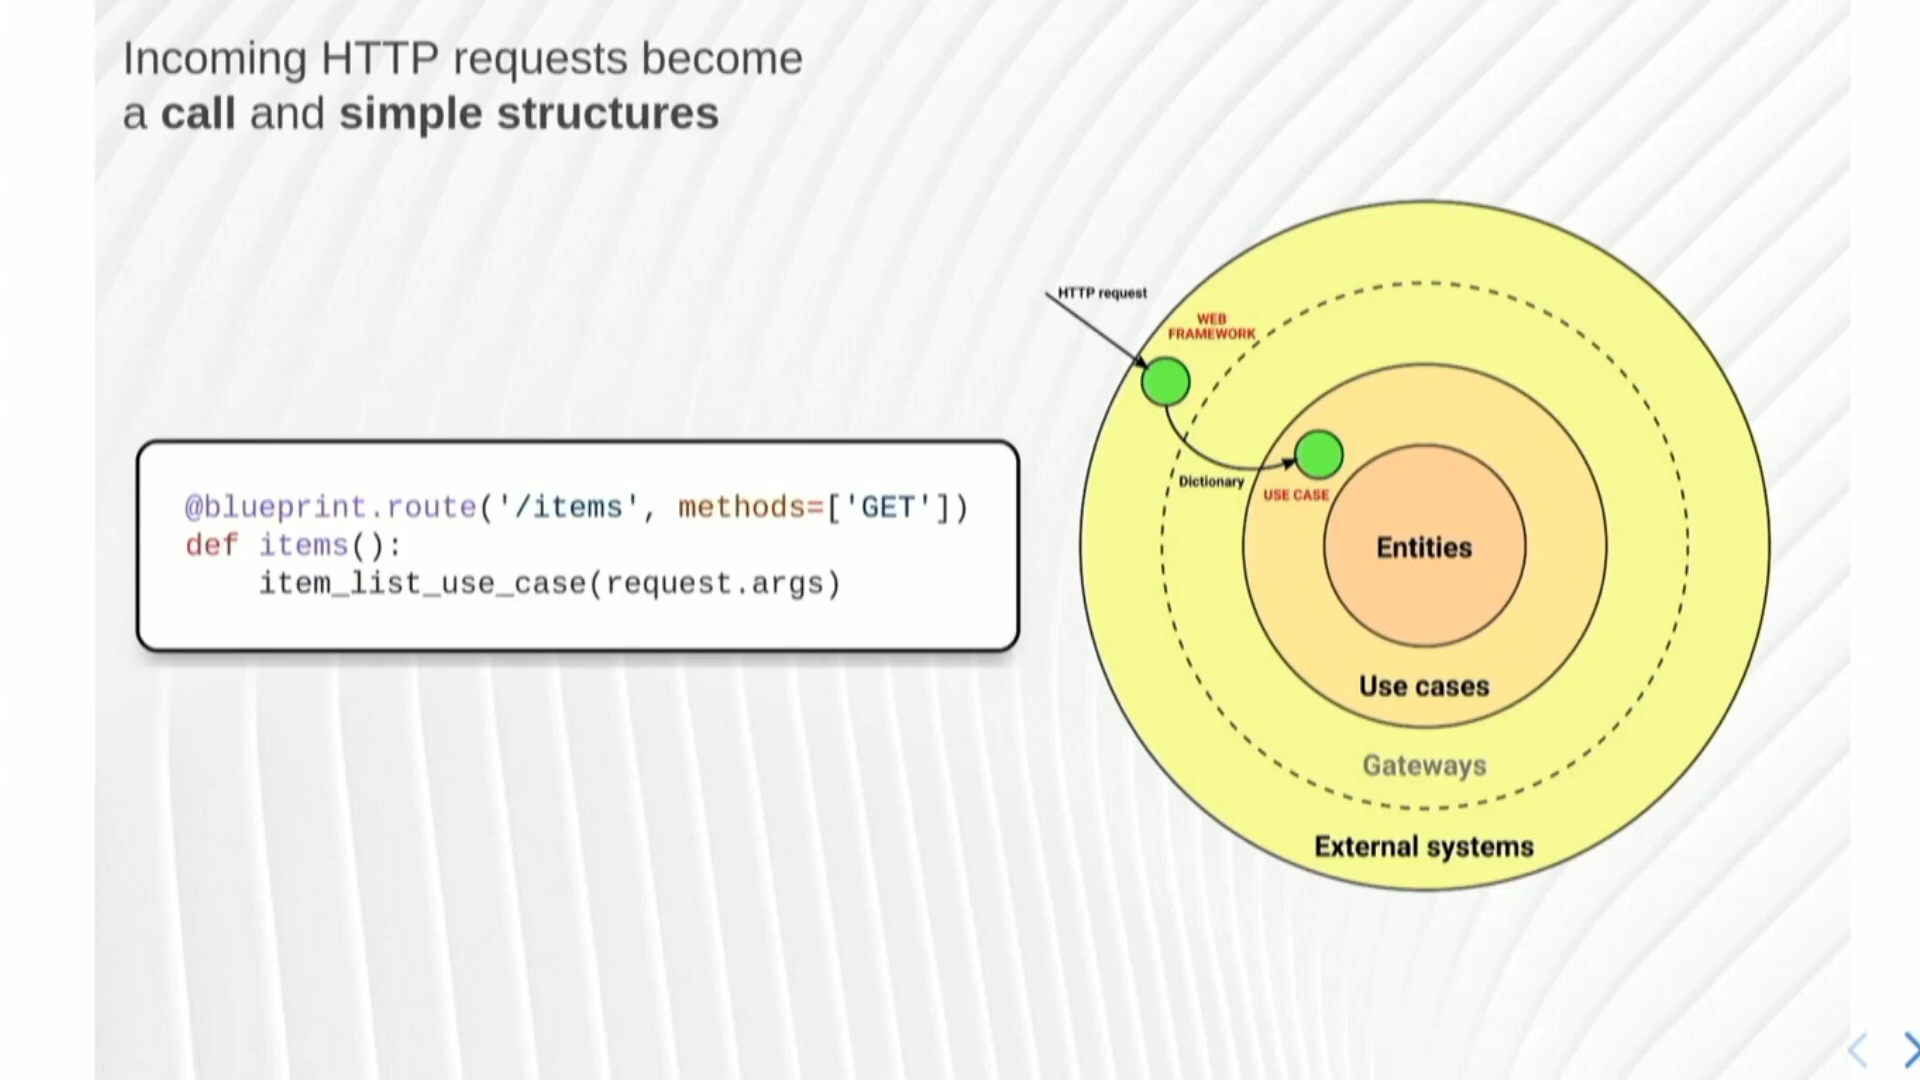 Incoming HTTP requests become
a call and simple structures
@blueprint.route('/items', methods=['GET'])
def items():
    item_list_use_case(request.args)
HTTP request
WEB
FRAMEWORK
Dictionary
USE CASE
Entities
Use cases
Gateways
External systems